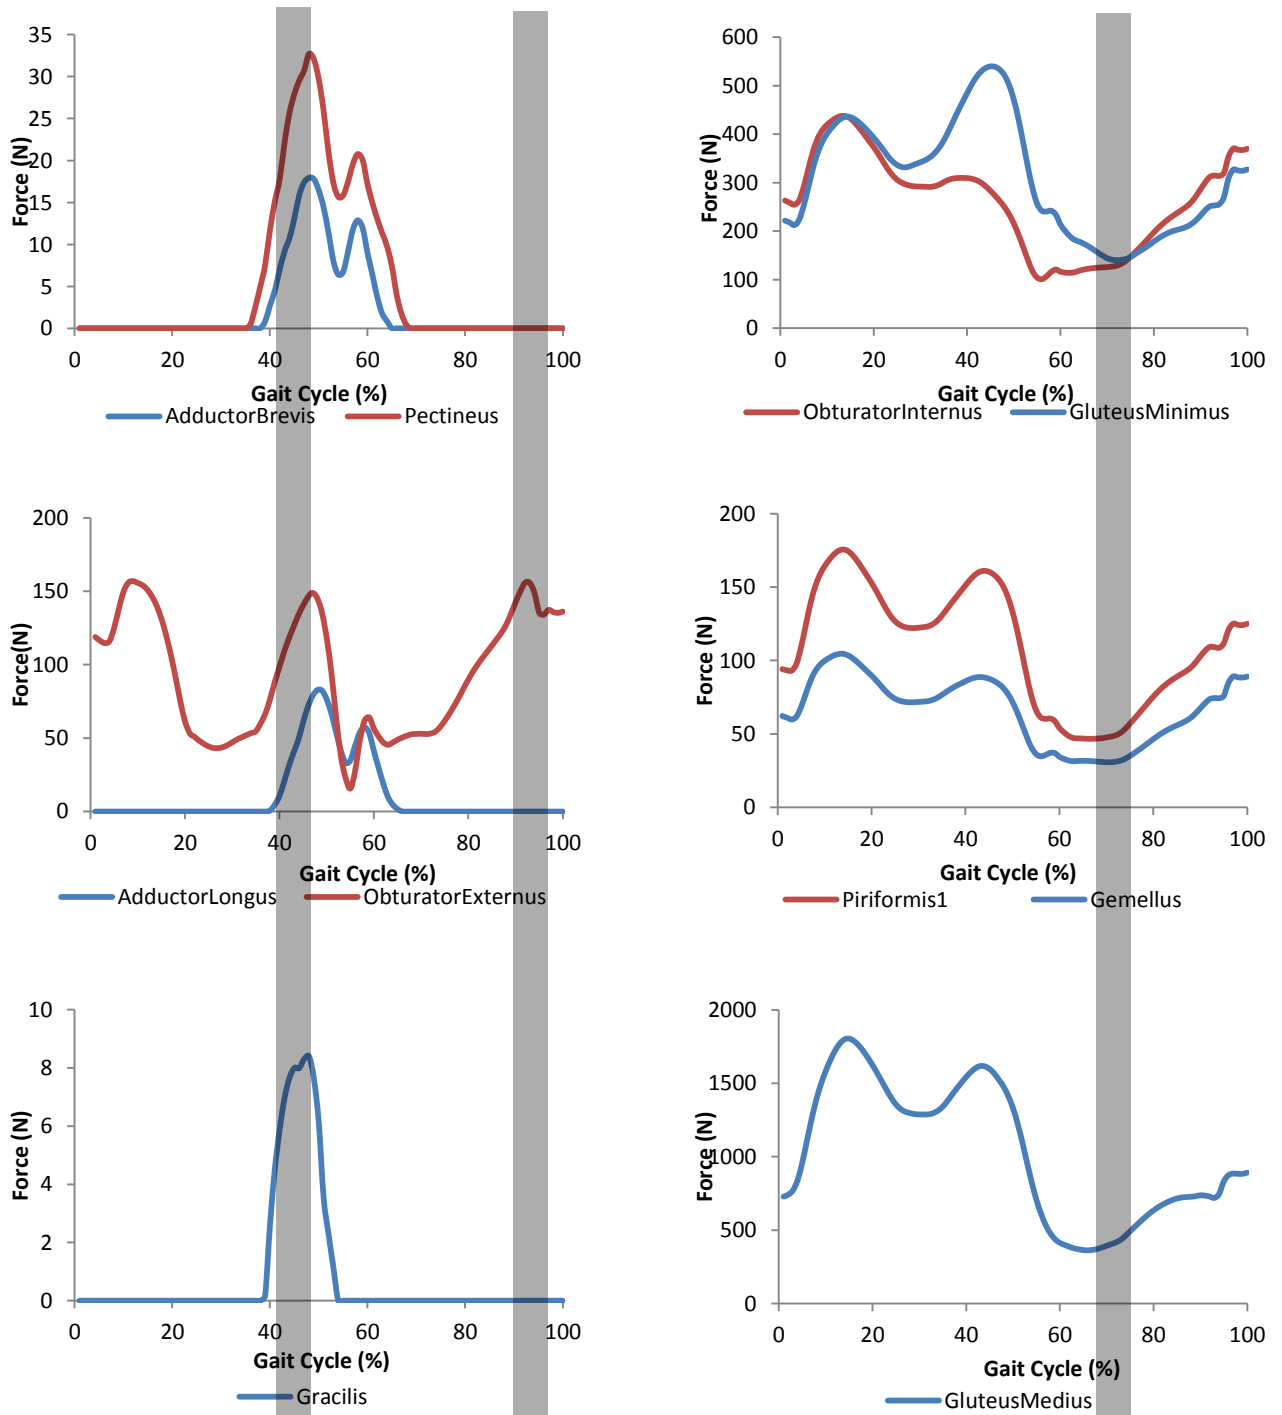 35
30
25
20
15
10
5
0
Force (N)
0 20 40 60 80 100
Gait Cycle (%)
AdductorBrevis Pectineus
600
500
400
300
200
100
0
Force (N)
0 20 40 60 80 100
Gait Cycle (%)
ObturatorInternus GluteusMinimus
200
150
100
50
0
Force(N)
0 20 40 60 80 100
Gait Cycle (%)
AdductorLongus ObturatorExternus
200
150
100
50
0
Force (N)
0 20 40 60 80 100
Gait Cycle (%)
Piriformis1 Gemellus
10
8
6
4
2
0
Force (N)
0 20 40 60 80 100
Gait Cycle (%)
Gracilis
2000
1500
1000
500
0
Force (N)
0 20 40 60 80 100
Gait Cycle (%)
GluteusMedius